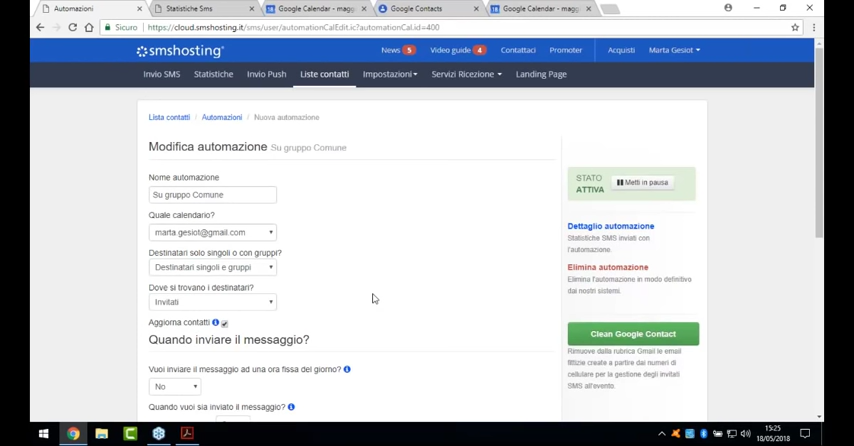 Automazioni
Statistiche Sms
Google Calendar - magg
Google Contacts
Google Calendar - magg
Sicuro
https://cloud.smshosting.it/sms/user/automationCalEdit.ic?automationCal.id=400
smshosting
News 5
Video guide 4
Contattaci
Promoter
Acquisti
Marta Gesiot
Invio SMS
Statistiche
Invio Push
Liste contatti
Impostazioni
Servizi Ricezione
Landing Page
Lista contatti / Automazioni / Nuova automazione
Modifica automazione Su gruppo Comune
Nome automazione
Su gruppo Comune
Quale calendario?
marta.gesiot@gmail.com
Destinatari solo singoli o con gruppi?
Destinatari singoli e gruppi
Dove si trovano i destinatari?
Invitati
Aggiorna contatti
Quando inviare il messaggio?
Vuoi inviare il messaggio ad una ora fissa del giorno?
No
Quando vuoi sia inviato il messaggio?
STATO
ATTIVA
Metti in pausa
Dettaglio automazione
Statistiche SMS inviati con
l'automazione.
Elimina automazione
Elimina l'automazione in modo definitivo
dai nostri sistemi.
Clean Google Contact
Rimuove dalla rubrica Gmail le email
fittizie create a partire dai numeri di
cellulare per la gestione degli invitati
SMS all'evento.
15:25
18/05/2018